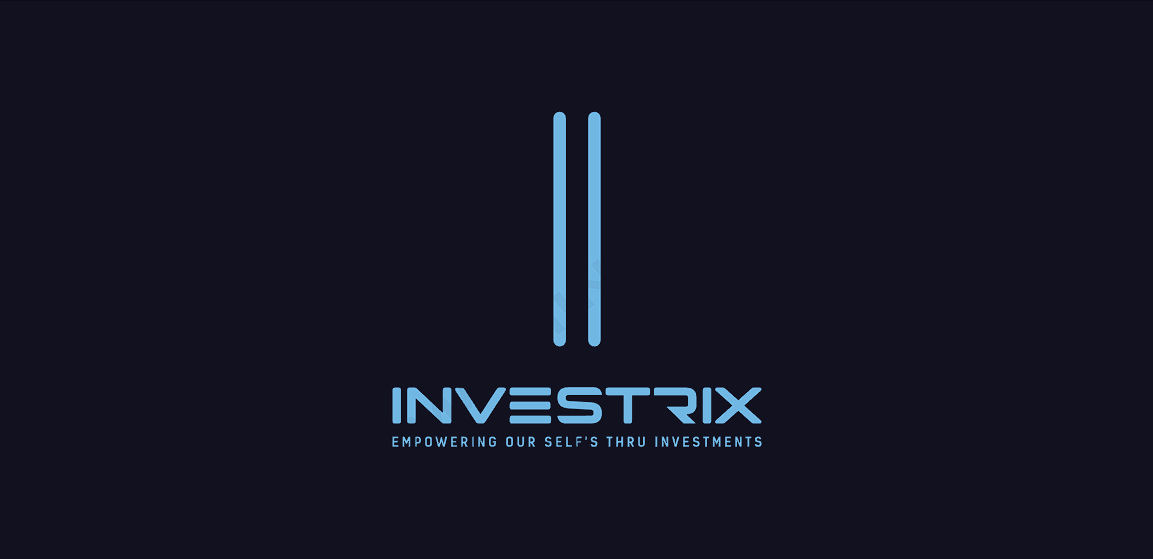 INVESTRIX
EMPOWERING OUR SELF'S THRU INVESTMENTS